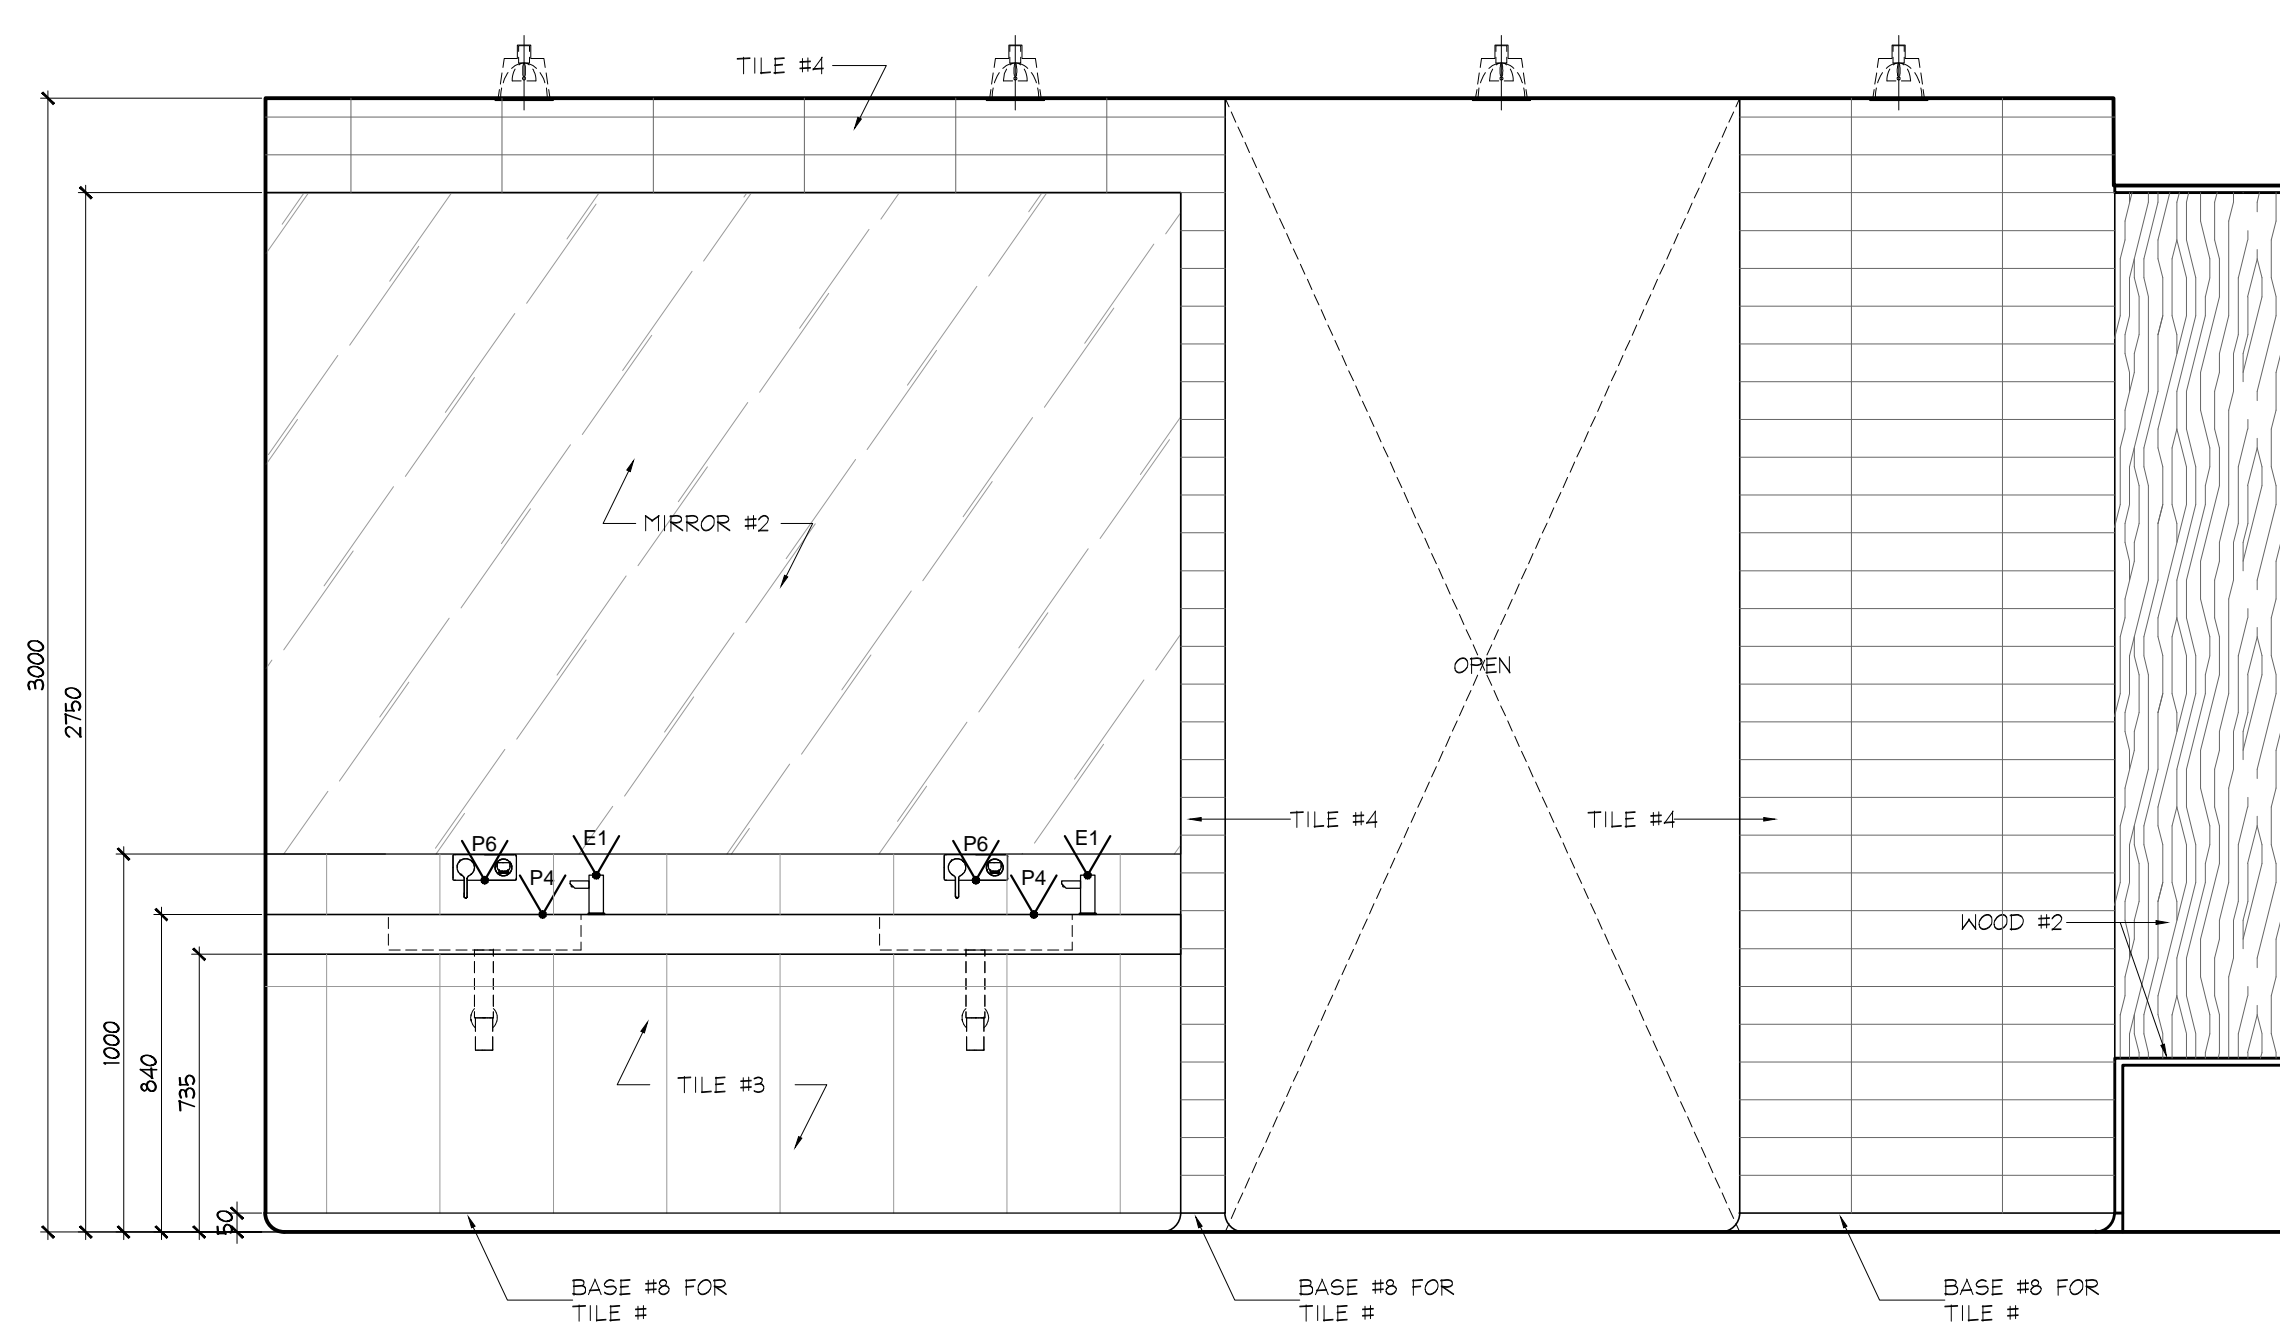 TILE #4
3000
2750
MIRROR #2
OPEN
TILE #4
TILE #4
P6
E1
P6
E1
P4
P4
WOOD #2
1000
840
735
TILE #3
50
BASE #8 FOR
TILE #
BASE #8 FOR
TILE #
BASE #8 FOR
TILE #